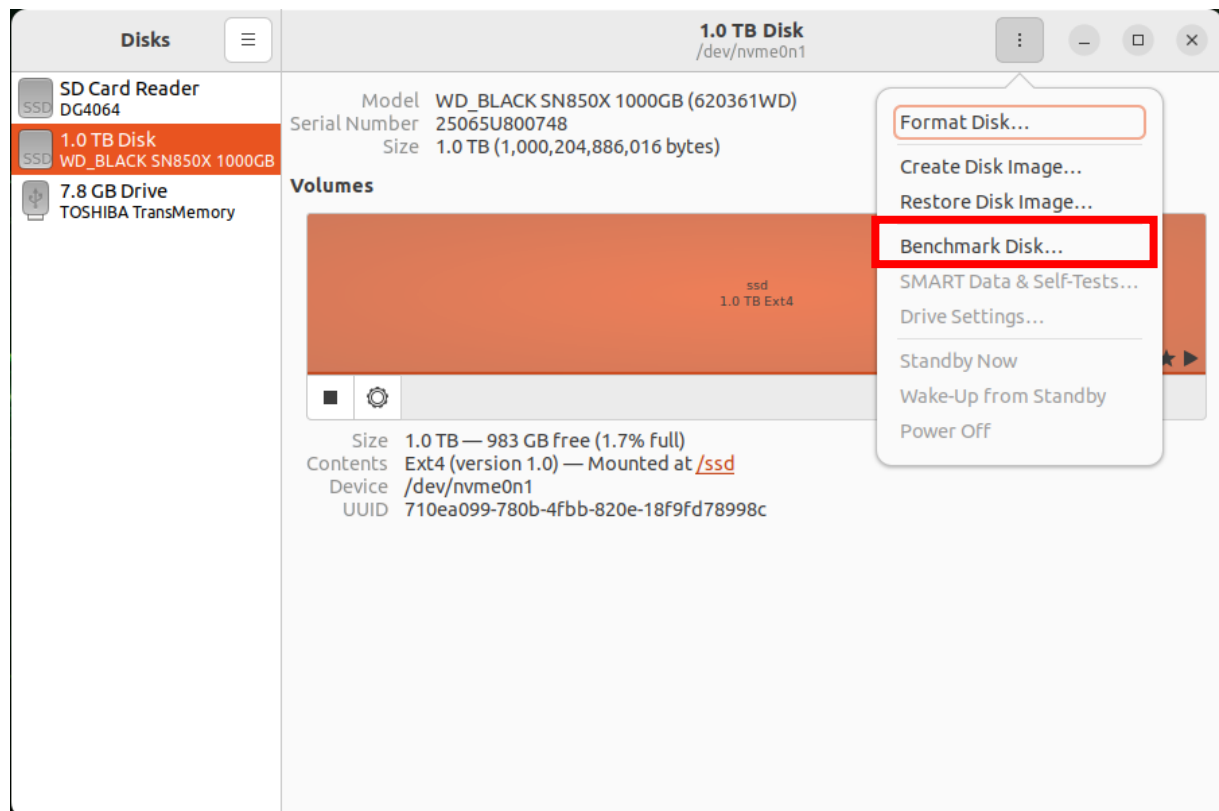 Disks
1.0 TB Disk
/dev/nvme0n1
SSD
SD Card Reader
DG4064
SSD
1.0 TB Disk
WD_BLACK SN850X 1000GB
7.8 GB Drive
TOSHIBA TransMemory
Model WD_BLACK SN850X 1000GB (620361WD)
Serial Number 25065U800748
Size 1.0 TB (1,000,204,886,016 bytes)
Volumes
ssd
1.0 TB Ext4
Size 1.0 TB — 983 GB free (1.7% full)
Contents Ext4 (version 1.0) — Mounted at /ssd
Device /dev/nvme0n1
UUID 710ea099-780b-4fbb-820e-18f9fd78998c
Format Disk...
Create Disk Image...
Restore Disk Image...
Benchmark Disk...
SMART Data & Self-Tests...
Drive Settings...
Standby Now
Wake-Up from Standby
Power Off